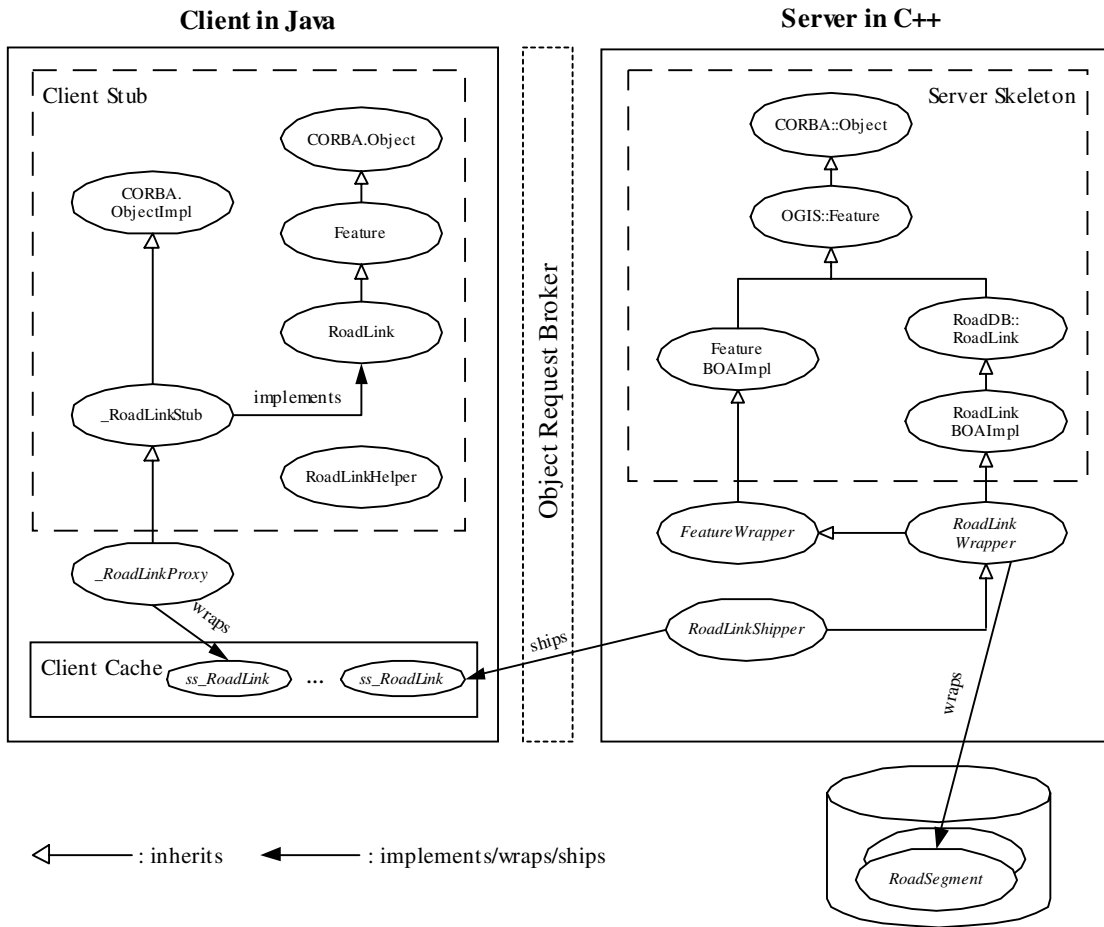 Client in Java
Server in C++
Client Stub
CORBA.Object
CORBA.
ObjectImpl
Feature
RoadLink
implements
_RoadLinkStub
RoadLinkHelper
_RoadLinkProxy
wraps
Client Cache
ss_RoadLink
...
ss_RoadLink
Object Request Broker
ships
Server Skeleton
CORBA::Object
OGIS::Feature
Feature
BOAImpl
RoadDB::
RoadLink
RoadLink
BOAImpl
FeatureWrapper
RoadLink
Wrapper
RoadLinkShipper
wraps
RoadSegment
: inherits
: implements/wraps/ships